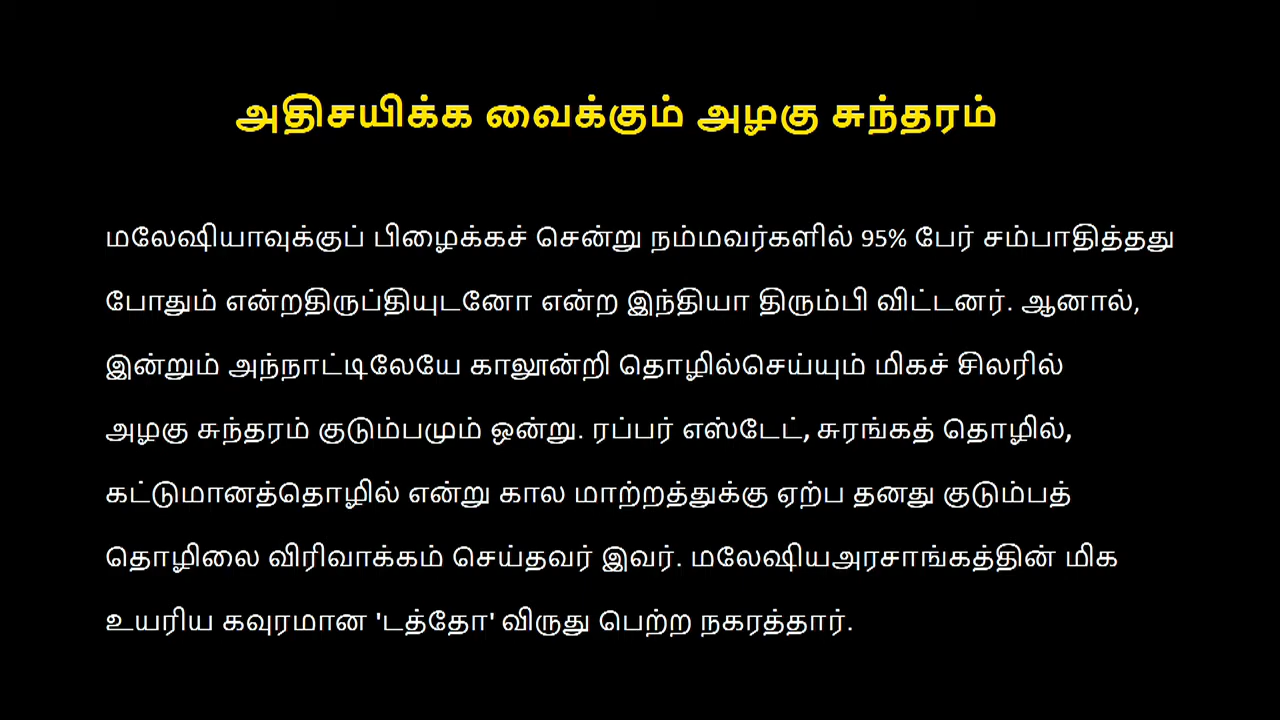 அதிசயிக்க வைக்கும் அழகு சுந்தரம்
மலேஷியாவுக்குப் பிழைக்கச் சென்று நம்மவர்களில் 95% பேர் சம்பாதித்தது
போதும் என்றதிருப்தியுடனோ என்ற இந்தியா திரும்பி விட்டனர். ஆனால்,
இன்றும் அந்நாட்டிலேயே காலூன்றி தொழில்செய்யும் மிகச் சிலரில்
அழகு சுந்தரம் குடும்பமும் ஒன்று. ரப்பர் எஸ்டேட், சுரங்கத் தொழில்,
கட்டுமானத்தொழில் என்று கால மாற்றத்துக்கு ஏற்ப தனது குடும்பத்
தொழிலை விரிவாக்கம் செய்தவர் இவர். மலேஷியஅரசாங்கத்தின் மிக
உயரிய கவுரமான 'டத்தோ' விருது பெற்ற நகரத்தார்.